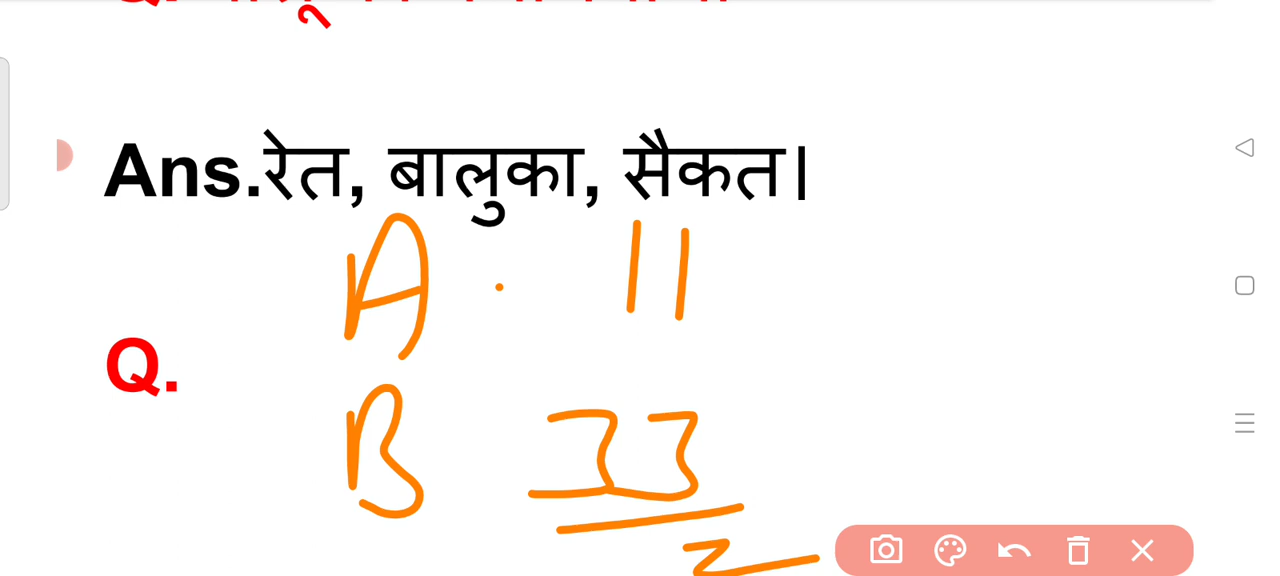 Ans.रेत, बालुका, सैकत।
A . 11
Q.
B 33